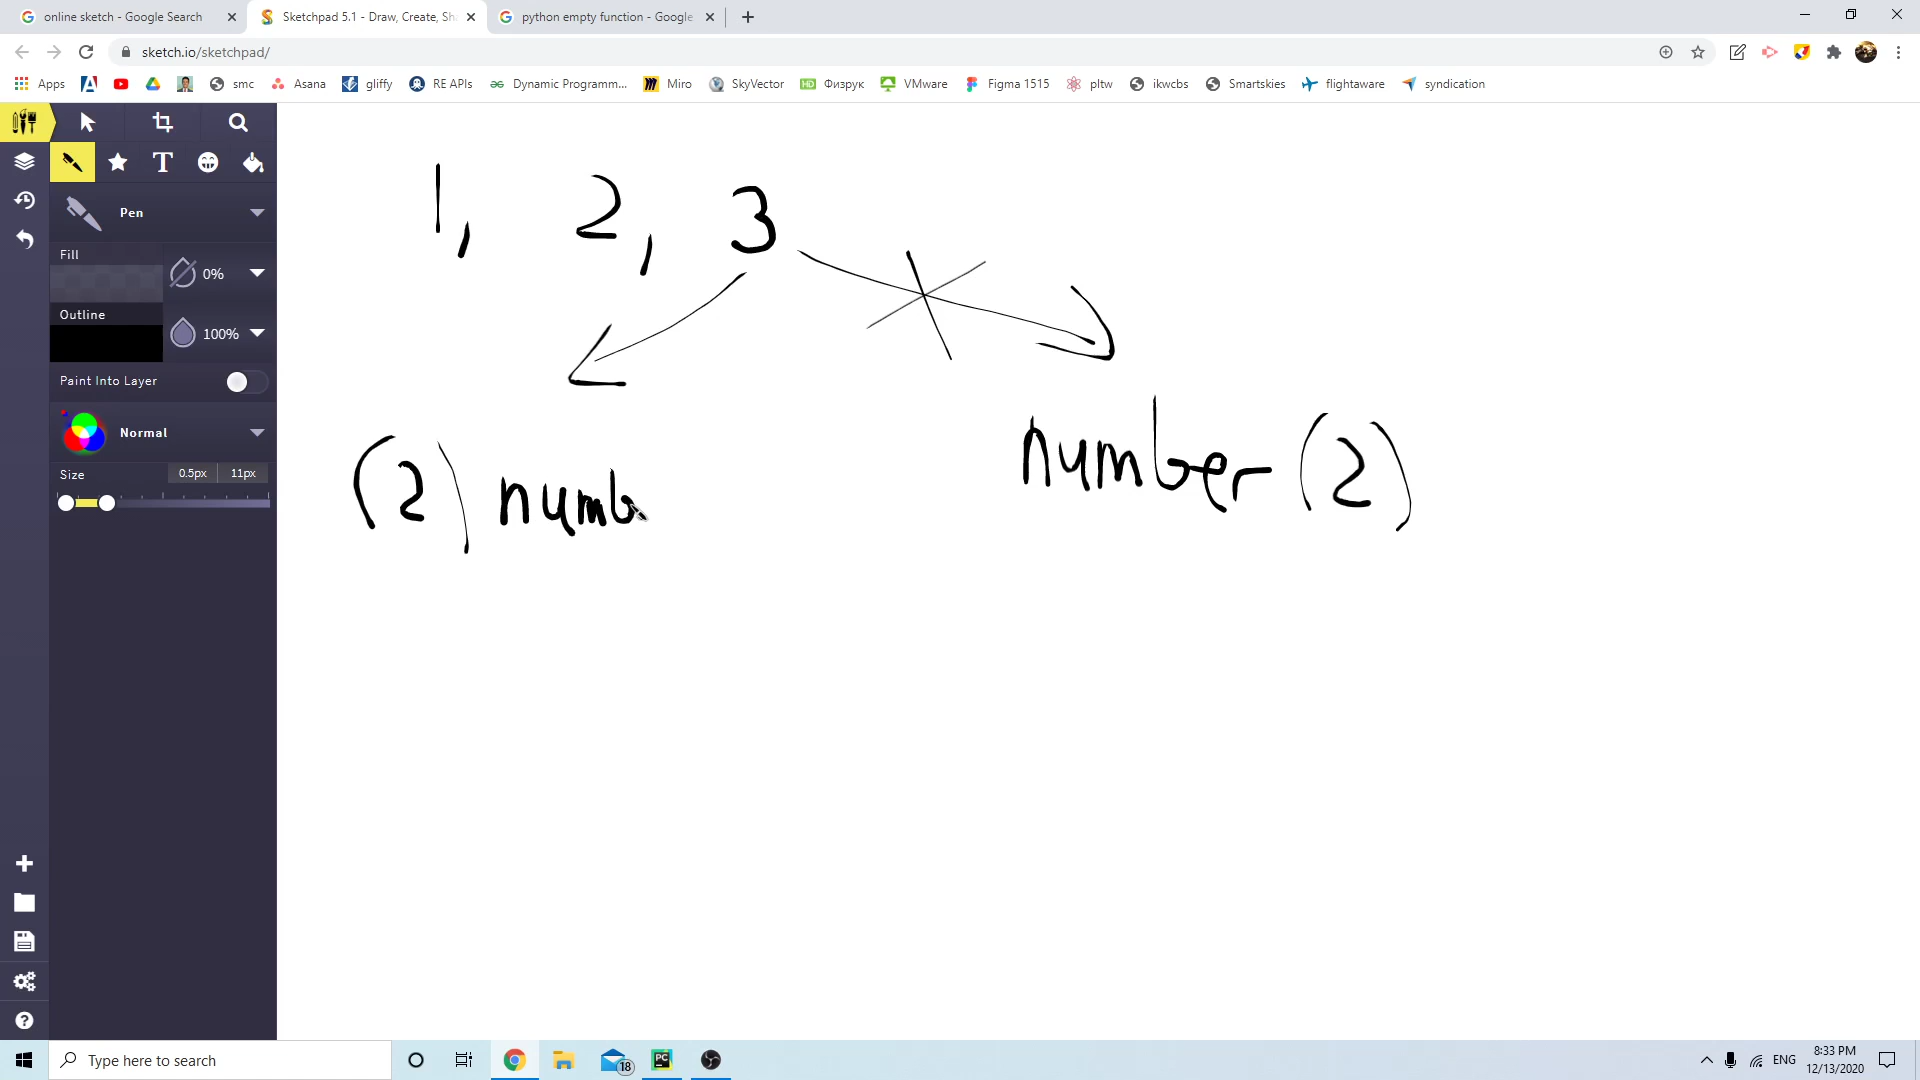 online sketch - Google Search
Sketchpad 5.1 - Draw, Create, Sh
python empty function - Google
sketch.io/sketchpad/
Apps smc Asana gliffy RE APIs Dynamic Programm... Miro SkyVector HD Физрук VMware Figma 1515 pltw ikwcbs Smartskies flightaware syndication
T
Pen
Fill
0%
Outline
100%
Paint Into Layer
Normal
Size 0.5px 11px
1, 2, 3
(2) numb
number (2)
Type here to search
18
PC
ENG
8:33 PM
12/13/2020